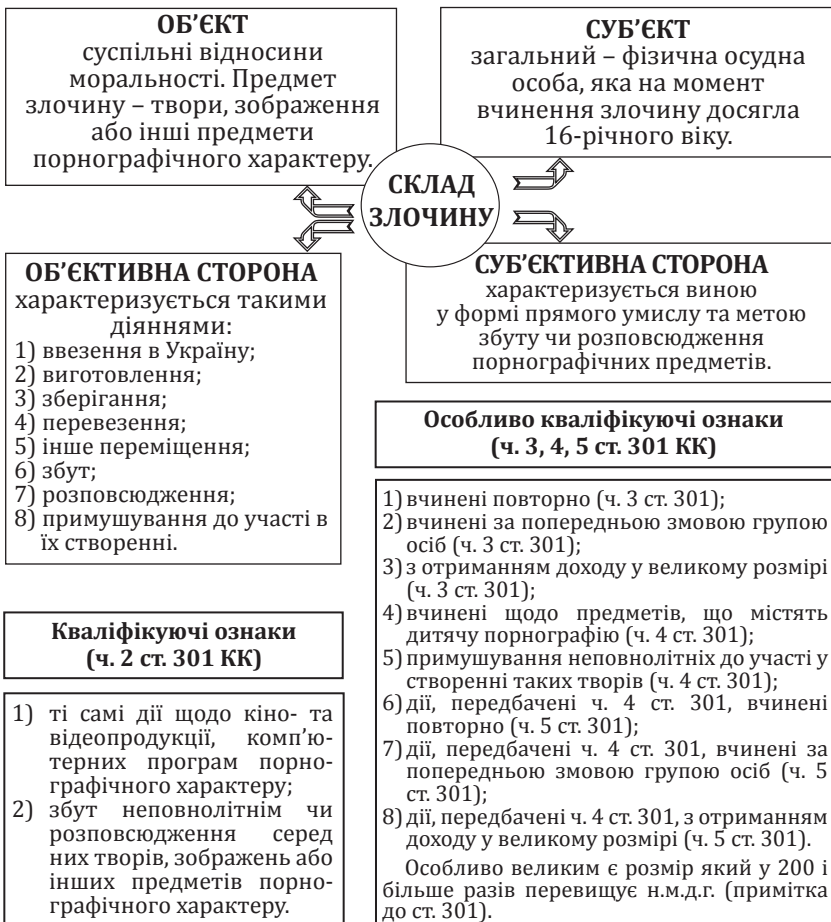 ОБ’ЄКТ
суспільні відносини
моральності. Предмет
злочину – твори, зображення
або інші предмети
порнографічного характеру.
СУБ’ЄКТ
загальний – фізична осудна
особа, яка на момент
вчинення злочину досягла
16-річного віку.
СКЛАД
ЗЛОЧИНУ
ОБ’ЄКТИВНА СТОРОНА
характеризується такими
діяннями:
1) ввезення в Україну;
2) виготовлення;
3) зберігання;
4) перевезення;
5) інше переміщення;
6) збут;
7) розповсюдження;
8) примушування до участі в
їх створенні.
СУБ’ЄКТИВНА СТОРОНА
характеризується виною
у формі прямого умислу та метою
збуту чи розповсюдження
порнографічних предметів.
Кваліфікуючі ознаки
(ч. 2 ст. 301 КК)
1) ті самі дії щодо кіно- та
відеопродукції, комп’ю-
терних програм порно-
графічного характеру;
2) збут неповнолітнім чи
розповсюдження серед
них творів, зображень або
інших предметів порно-
графічного характеру.
Особливо кваліфікуючі ознаки
(ч. 3, 4, 5 ст. 301 КК)
1) вчинені повторно (ч. 3 ст. 301);
2) вчинені за попередньою змовою групою
осіб (ч. 3 ст. 301);
3) з отриманням доходу у великому розмірі
(ч. 3 ст. 301);
4) вчинені щодо предметів, що містять
дитячу порнографію (ч. 4 ст. 301);
5) примушування неповнолітніх до участі у
створенні таких творів (ч. 4 ст. 301);
6) дії, передбачені ч. 4 ст. 301, вчинені
повторно (ч. 5 ст. 301);
7) дії, передбачені ч. 4 ст. 301, вчинені за
попередньою змовою групою осіб (ч. 5
ст. 301);
8) дії, передбачені ч. 4 ст. 301, з отриманням
доходу у великому розмірі (ч. 5 ст. 301).
Особливо великим є розмір який у 200 і
більше разів перевищує н.м.д.г. (примітка
до ст. 301).